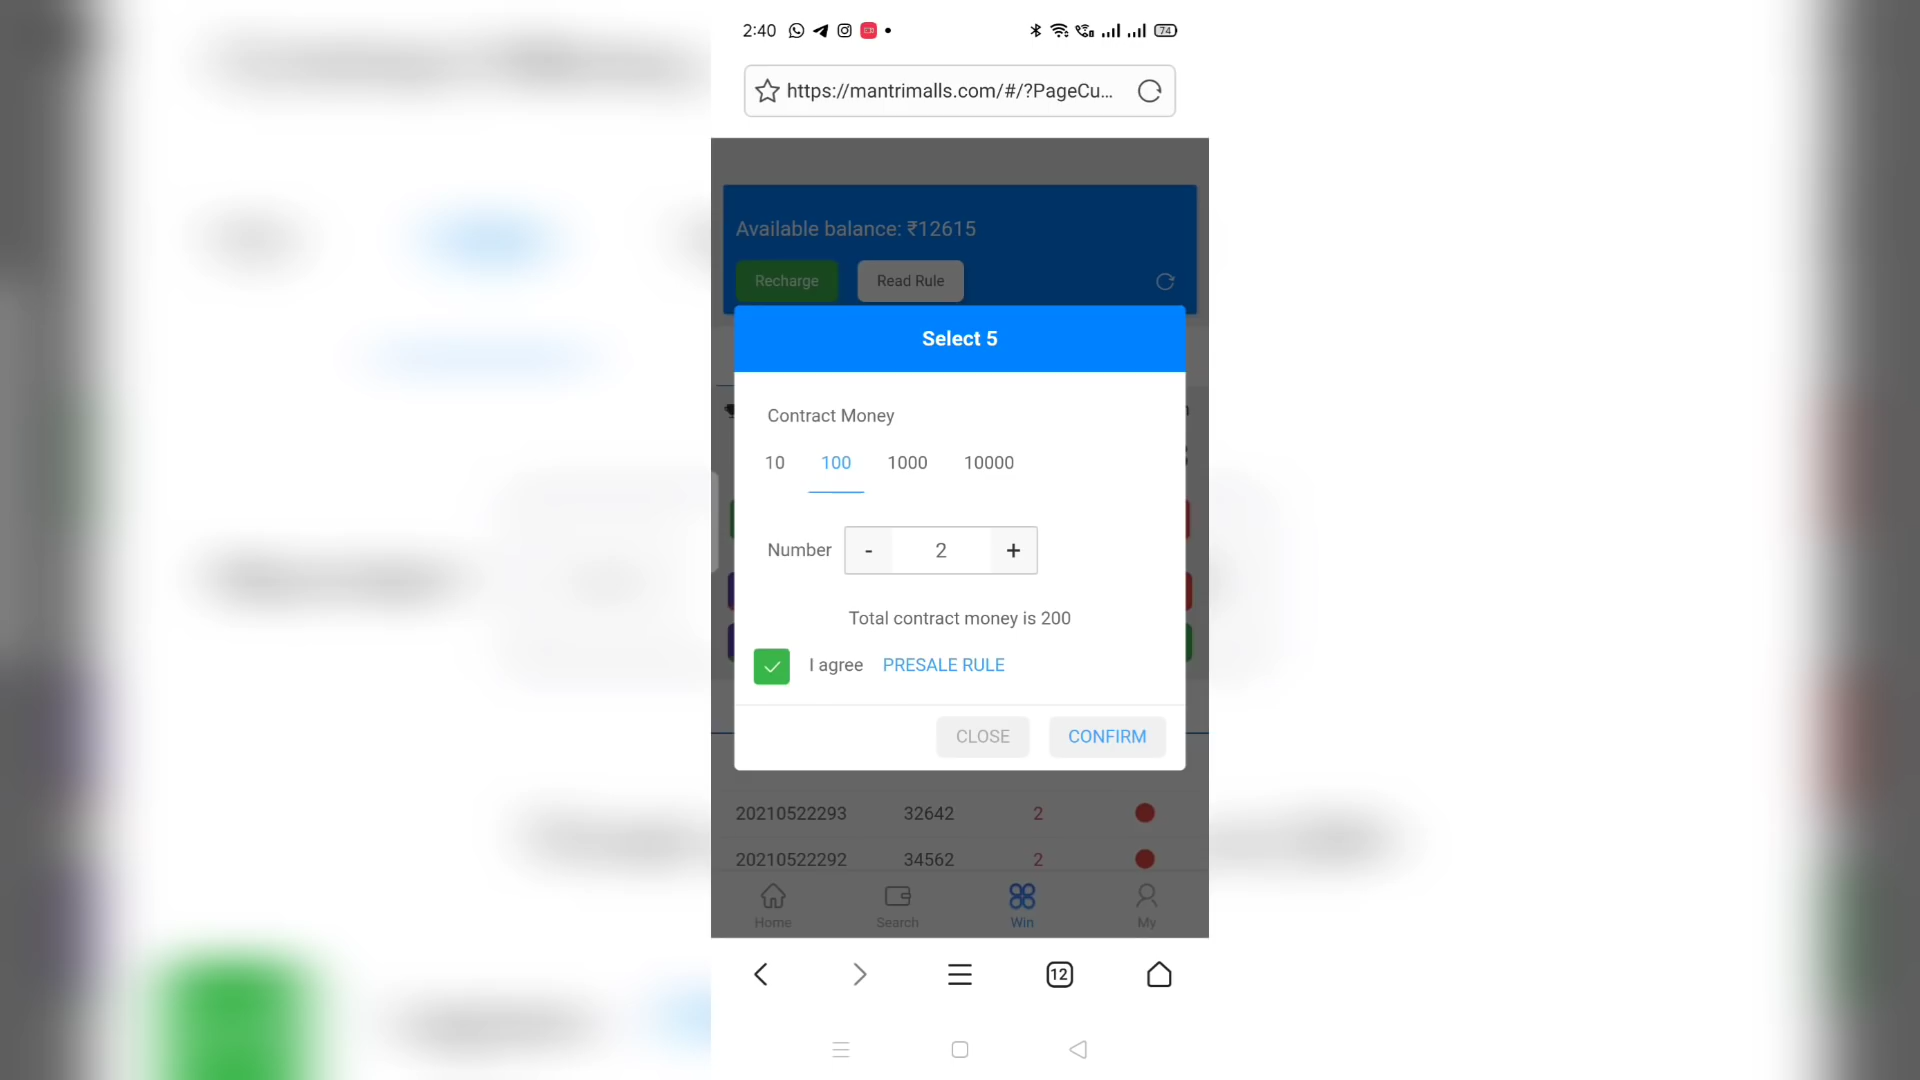 2:40
74
https://mantrimalls.com/#/?PageCu...
Available balance: ₹12615
Recharge
Read Rule
Select 5
Contract Money
10 100 1000 10000
Number - 2 +
Total contract money is 200
I agree PRESALE RULE
CLOSE CONFIRM
20210522293 32642 2
20210522292 34562 2
Home Search Win My
12